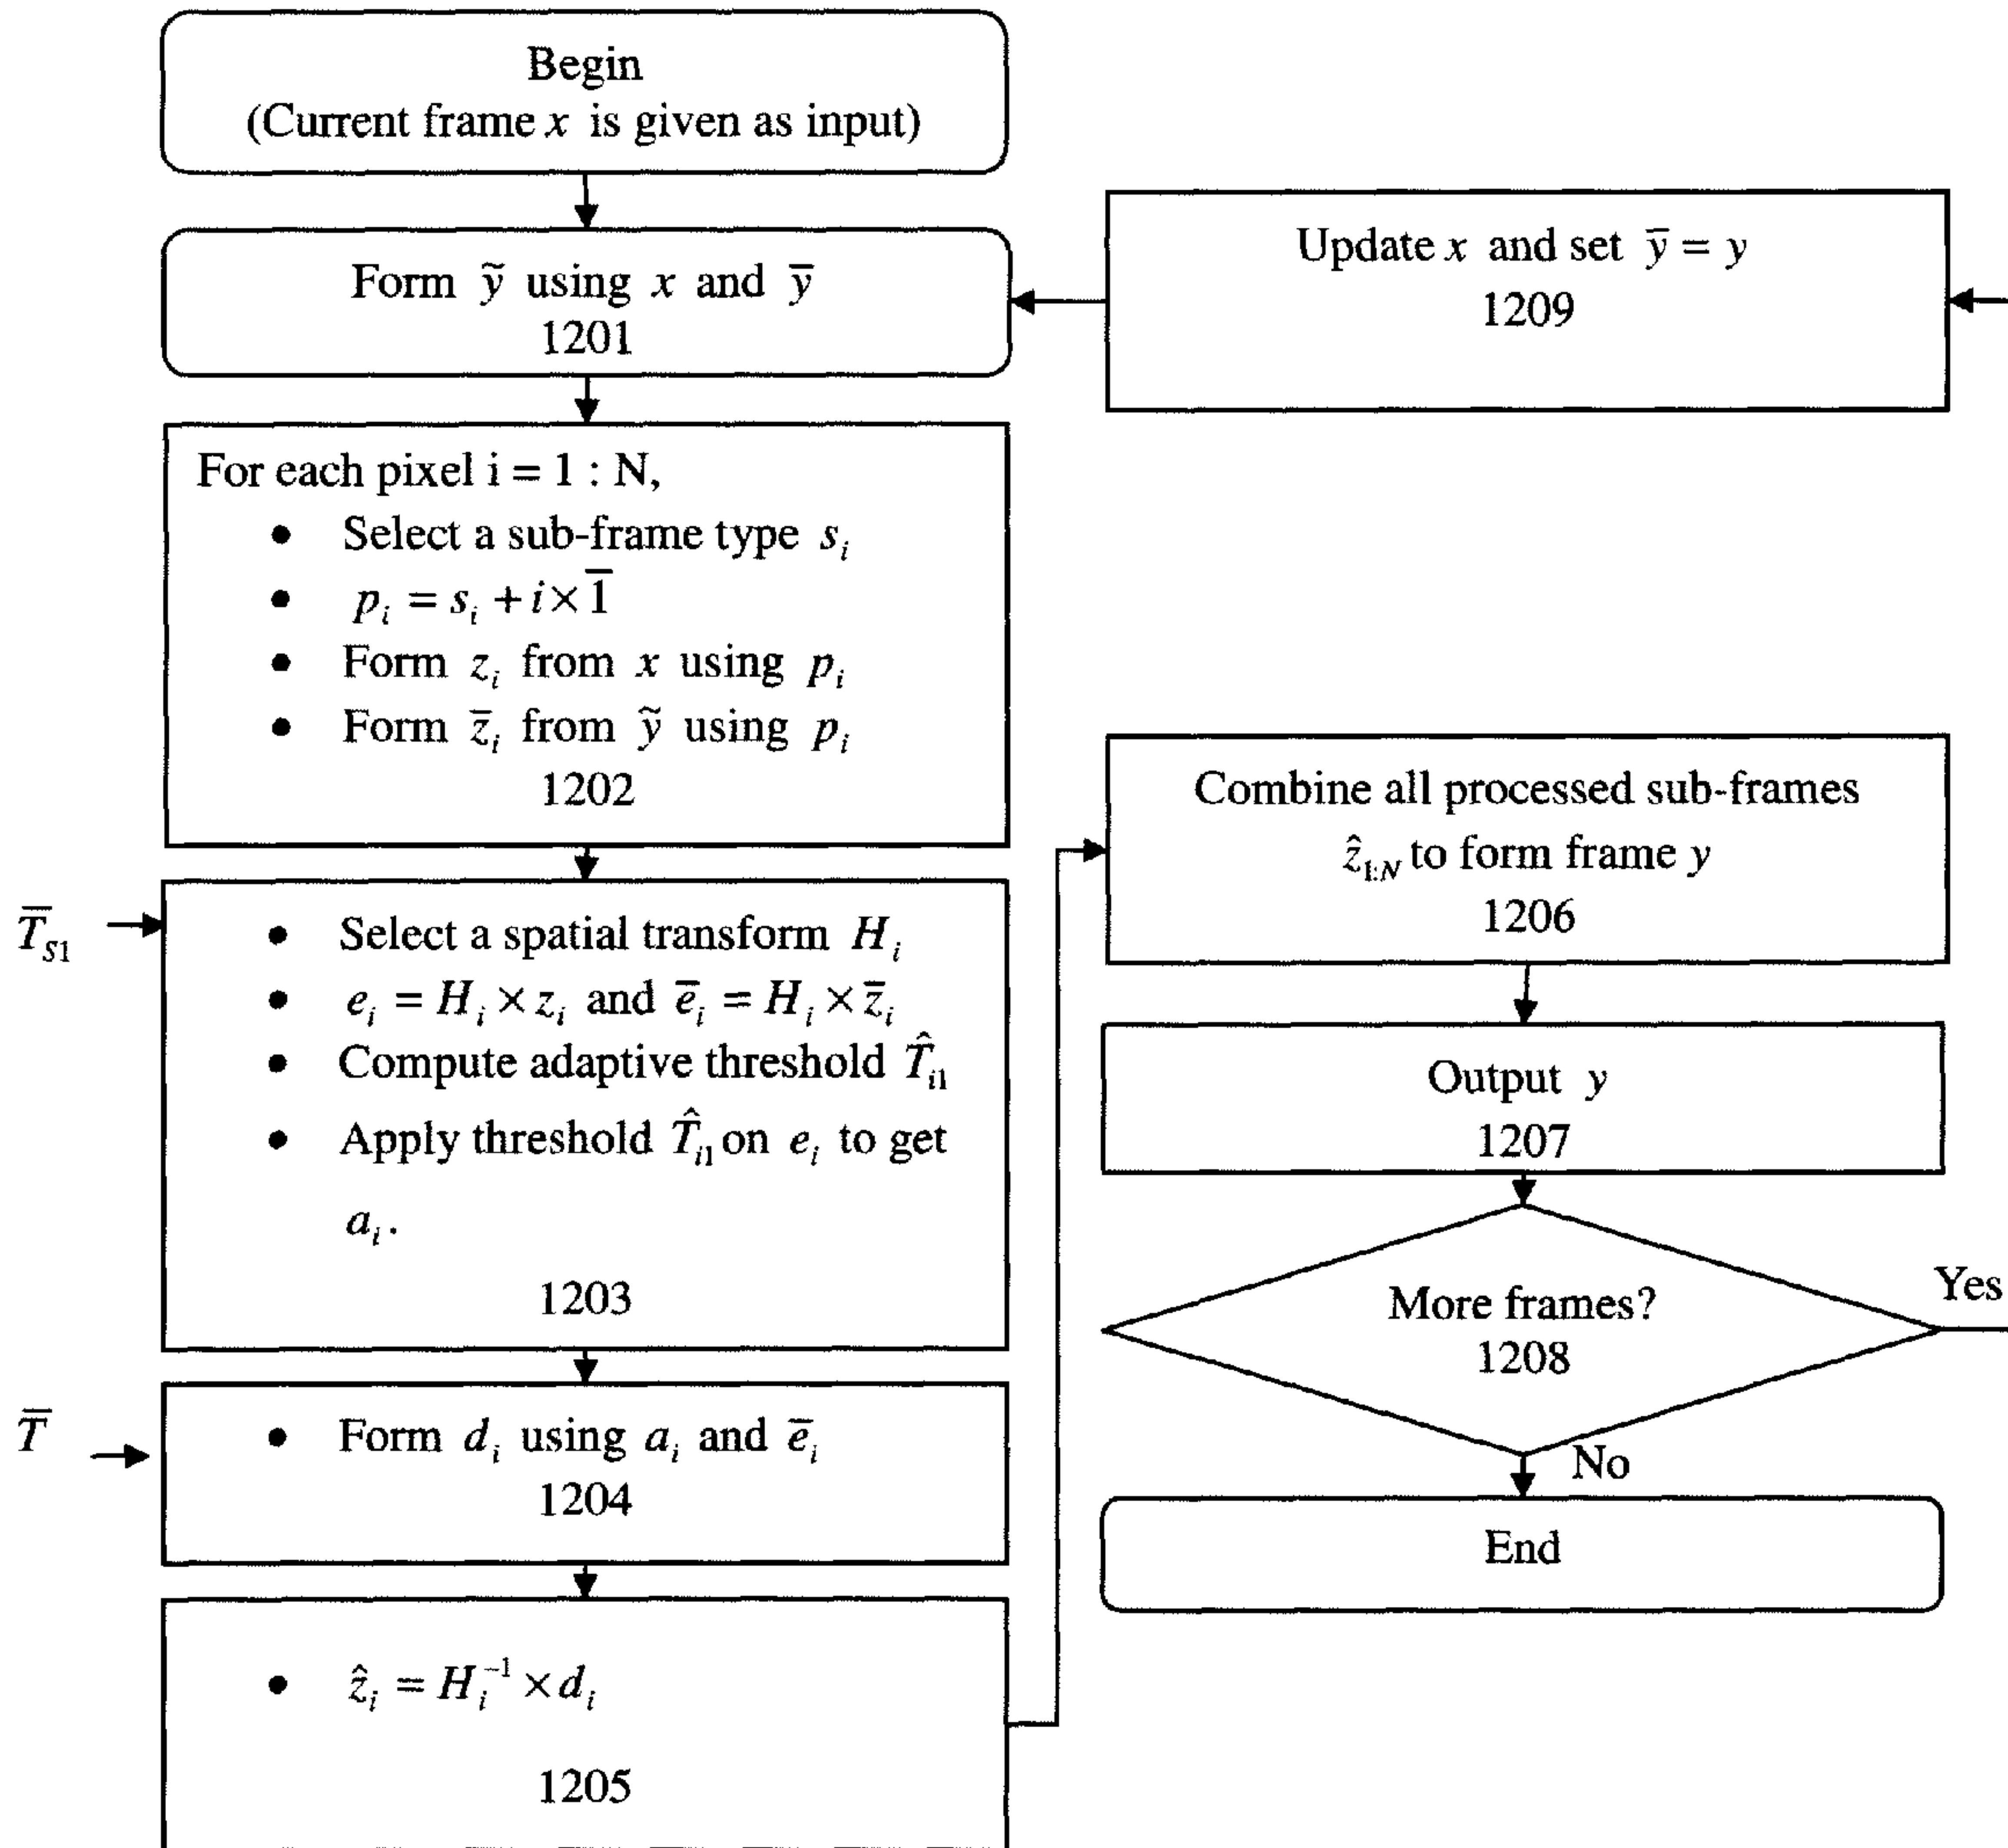 Begin
(Current frame x is given as input)
Form ỹ using x and ȳ
1201
For each pixel i = 1 : N,
• Select a sub-frame type sᵢ
• pᵢ = sᵢ + i × 1̅
• Form zᵢ from x using pᵢ
• Form z̅ᵢ from ỹ using pᵢ
1202
T̅_S1
• Select a spatial transform Hᵢ
• eᵢ = Hᵢ × zᵢ and e̅ᵢ = Hᵢ × z̅ᵢ
• Compute adaptive threshold T̂ᵢ₁
• Apply threshold T̂ᵢ₁ on eᵢ to get
aᵢ.
1203
T̅
• Form dᵢ using aᵢ and e̅ᵢ
1204
• ẑᵢ = Hᵢ⁻¹ × dᵢ
1205
Update x and set ȳ = y
1209
Combine all processed sub-frames
ẑ_1:N to form frame y
1206
Output y
1207
More frames?
1208
Yes
No
End